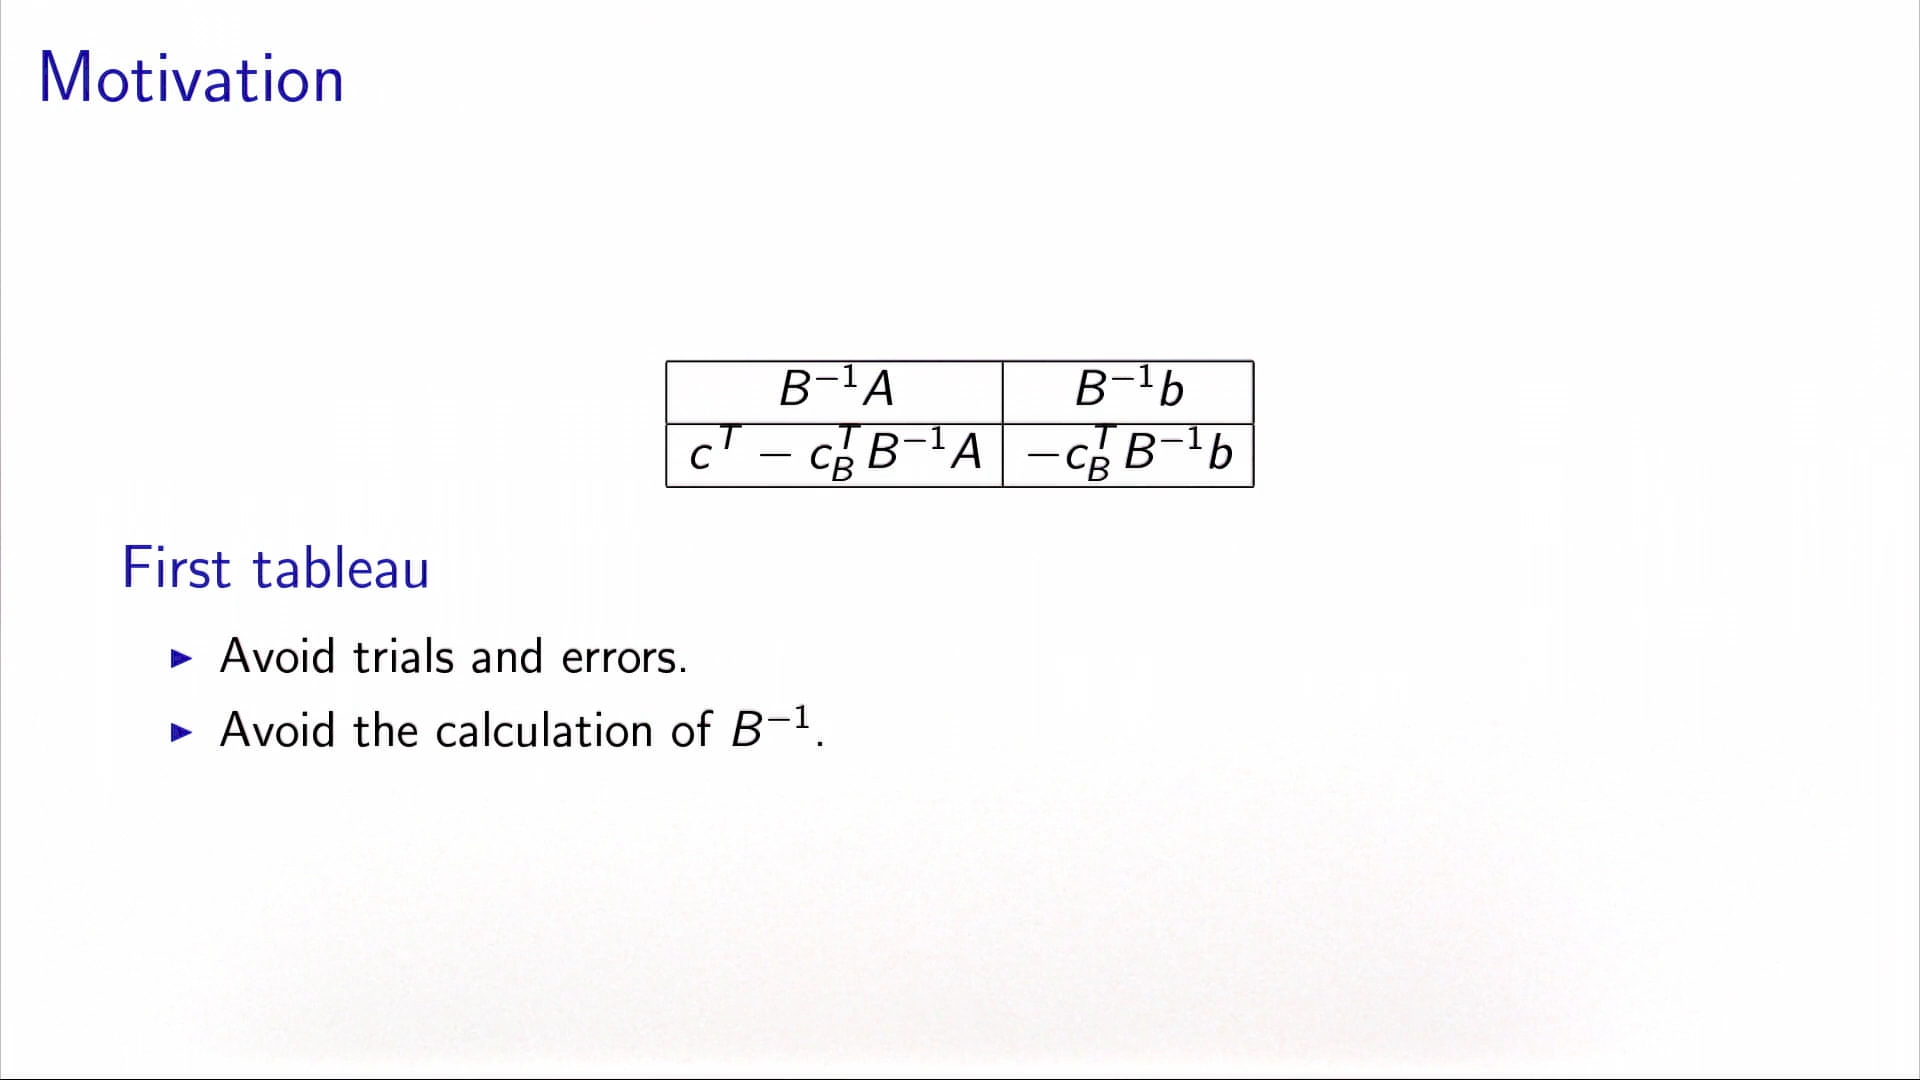 Motivation
B⁻¹A | B⁻¹b
cᵀ − c_Bᵀ B⁻¹A | −c_Bᵀ B⁻¹b
First tableau
▶ Avoid trials and errors.
▶ Avoid the calculation of B⁻¹.